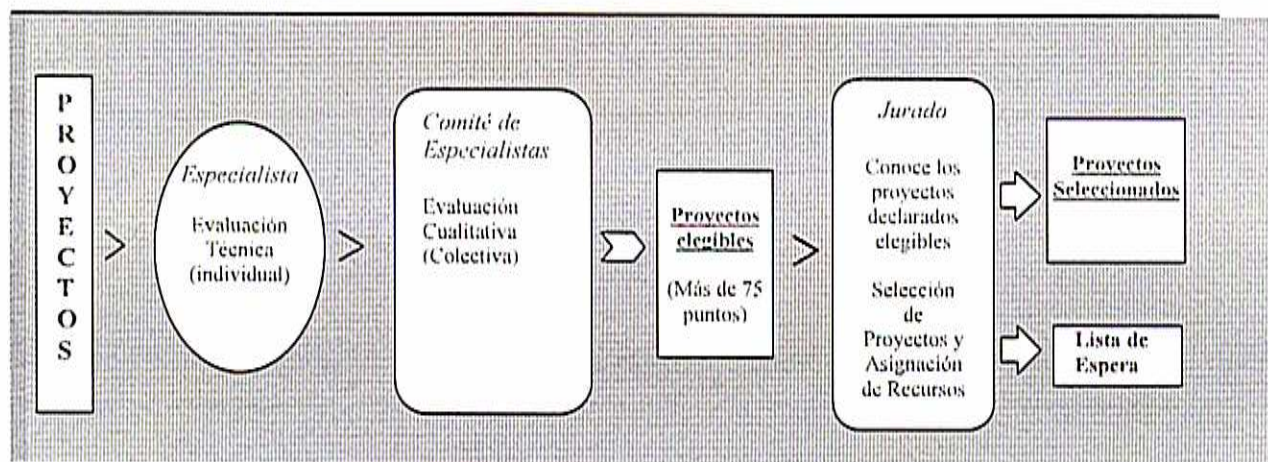 PROYECTOS
Especialista
Evaluación
Técnica
(individual)
Comité de
Especialistas
Evaluación
Cualitativa
(Colectiva)
Proyectos
elegibles
(Más de 75
puntos)
Jurado
Conoce los
proyectos
declarados
elegibles
Selección
de
Proyectos y
Asignación
de Recursos
Proyectos
Seleccionados
Lista de
Espera